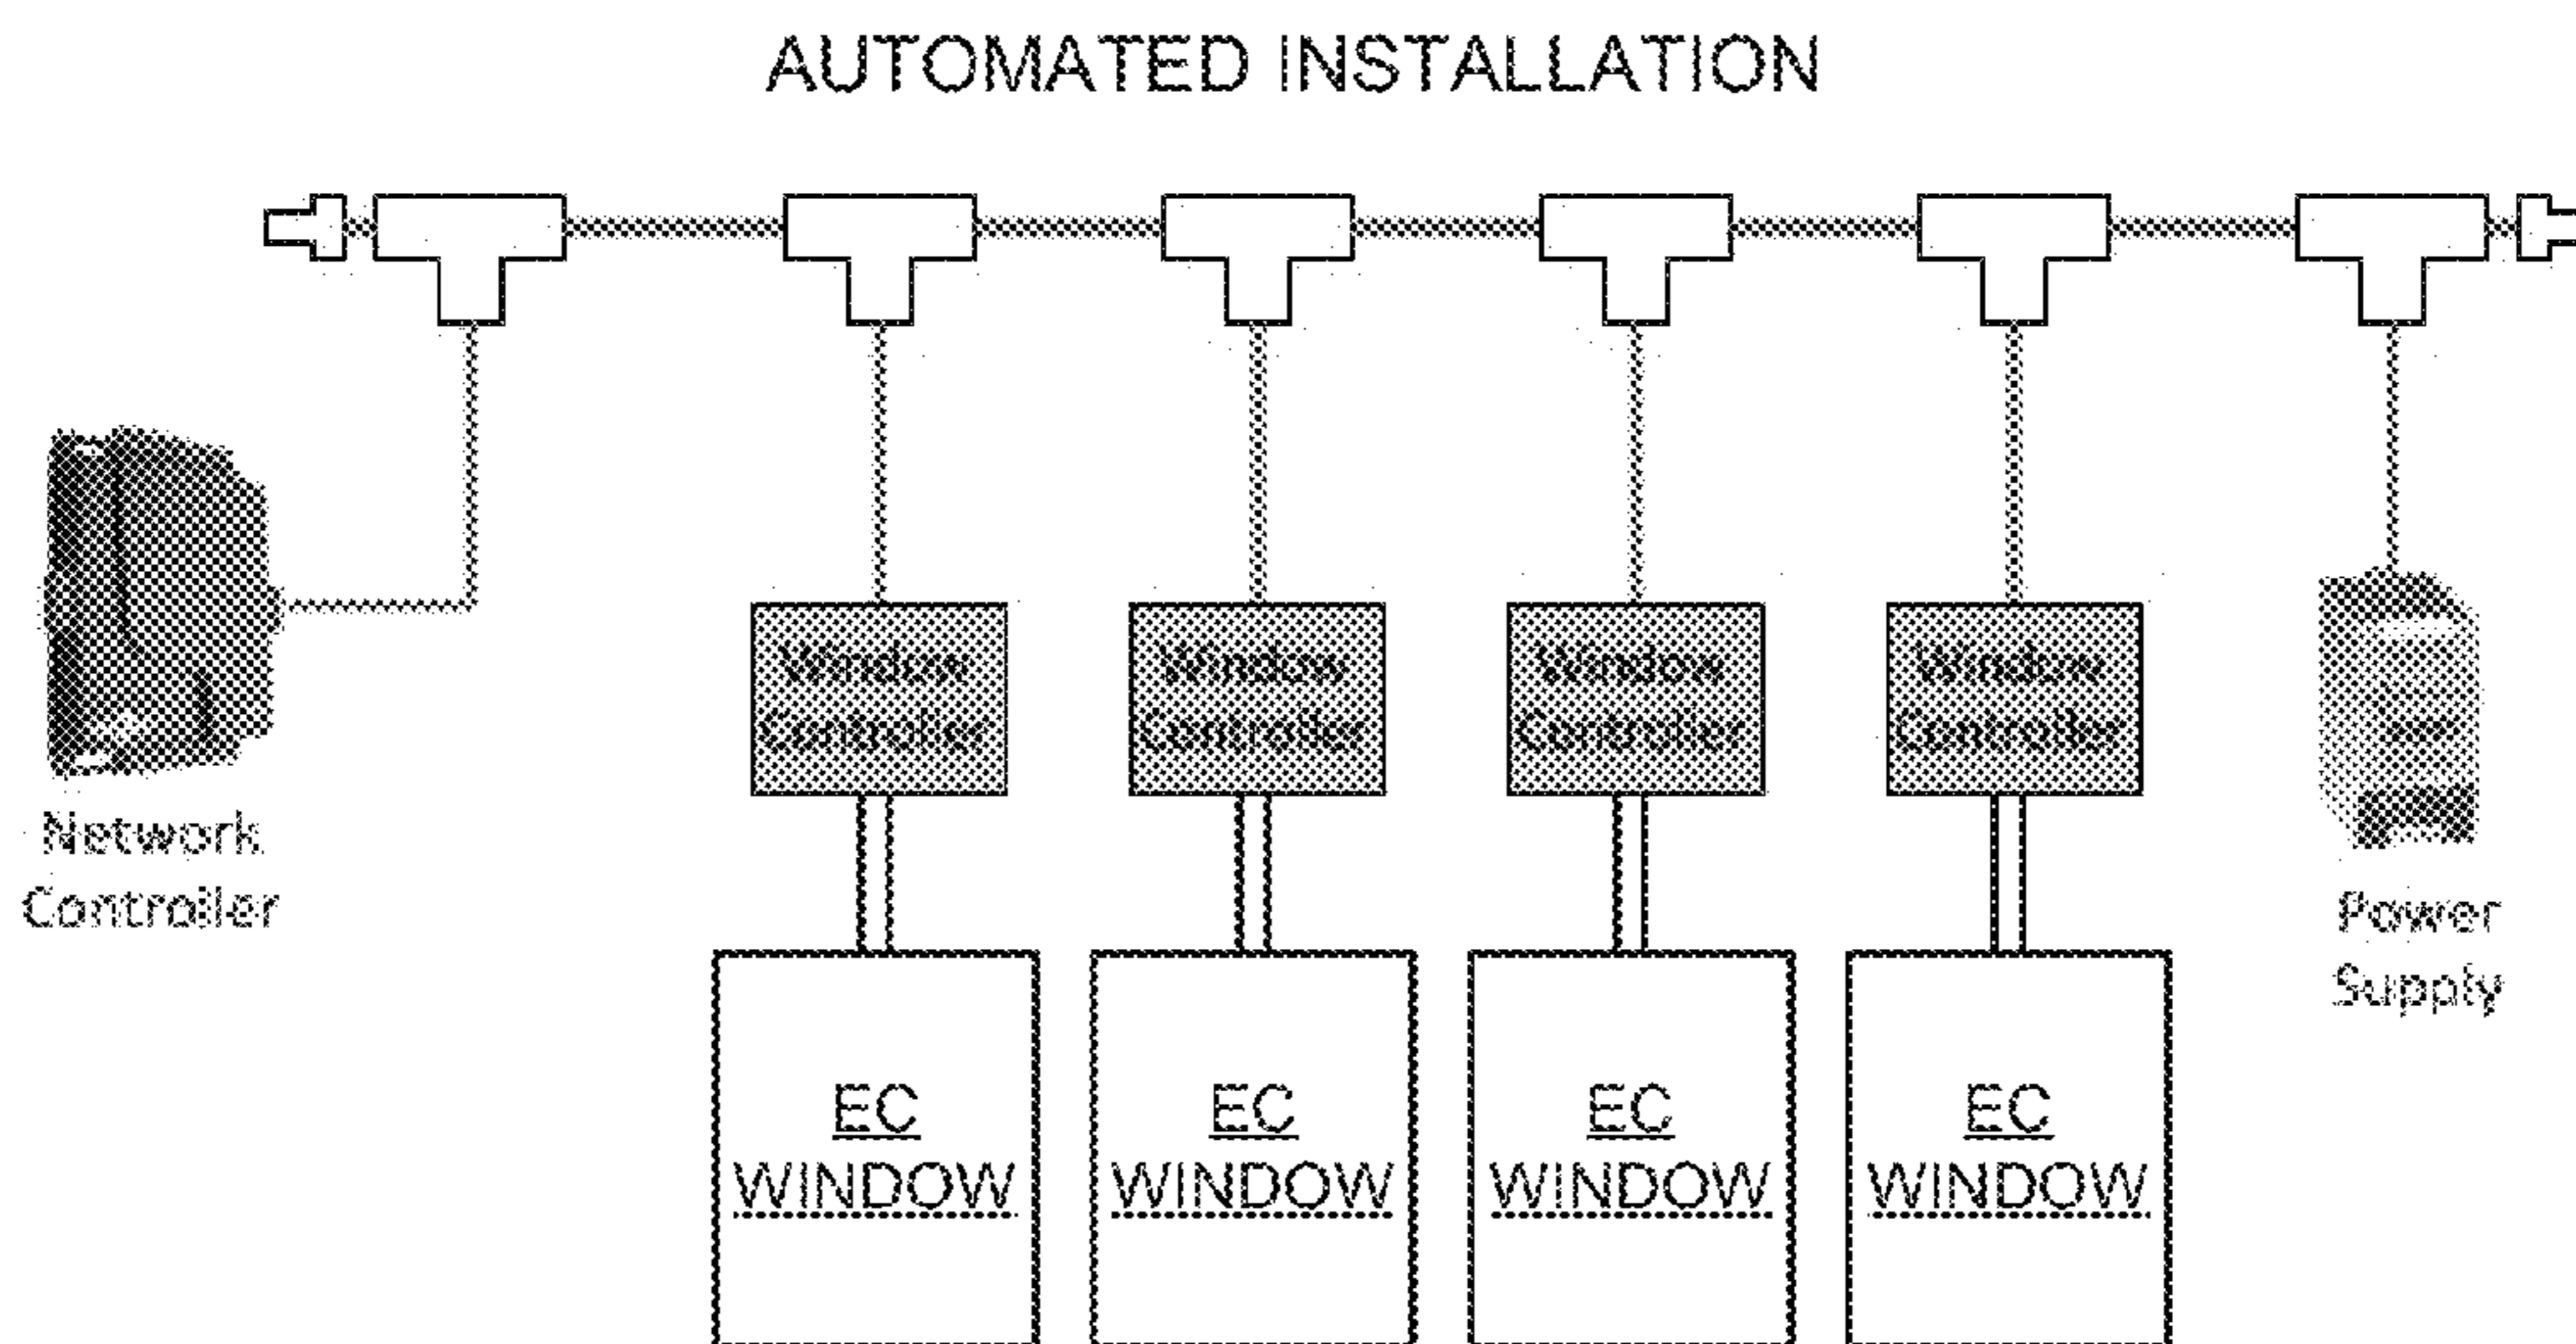 AUTOMATED INSTALLATION
Window
Controller
Window
Controller
Window
Controller
Window
Controller
Network
Controller
Power
Supply
EC
WINDOW
EC
WINDOW
EC
WINDOW
EC
WINDOW